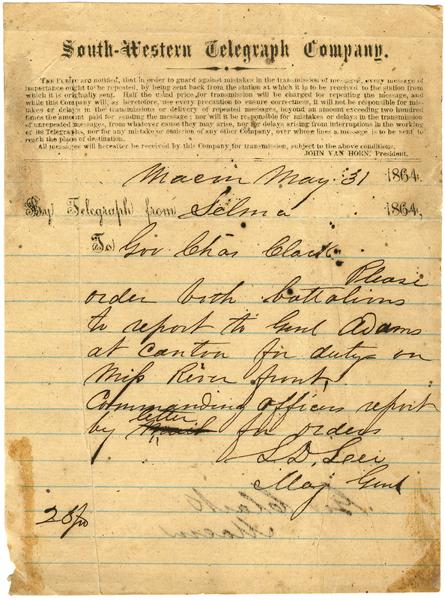 South-Western Telegraph Company.
The Public are notified, that in order to guard against mistakes in the transmission of messages, every message of
importance ought to be repeated, by being sent back from the station at which it is to be received to the station from
which it is originally sent. Half the usual price for transmission will be charged for repeating the message, and
while this Company will, as heretofore, use every precaution to ensure correctness, it will not be responsible for mis-
takes or delays in the transmission or delivery of repeated messages, beyond an amount exceeding two hundred
times the amount paid for sending the message; nor will it be responsible for mistakes or delays in the transmission
of unrepeated messages, from whatever cause they may arise, nor for delays arising from interruptions in the working
of its Telegraphs, nor for any mistake or omission of any other Company, over whose lines a message is to be sent to
reach the place of destination.
All messages will hereafter be received by this Company for transmission, subject to the above conditions.
JOHN VAN HORN, President.
Macon May 31 1864.
By Telegraph from Selma 1864.
To Gov Chas Clark
Please
order both battalions
to report to Genl Adams
at Canton for duty on
Miss River front.
Commanding officers report
by letter for orders
S.D. Lee
Maj Genl